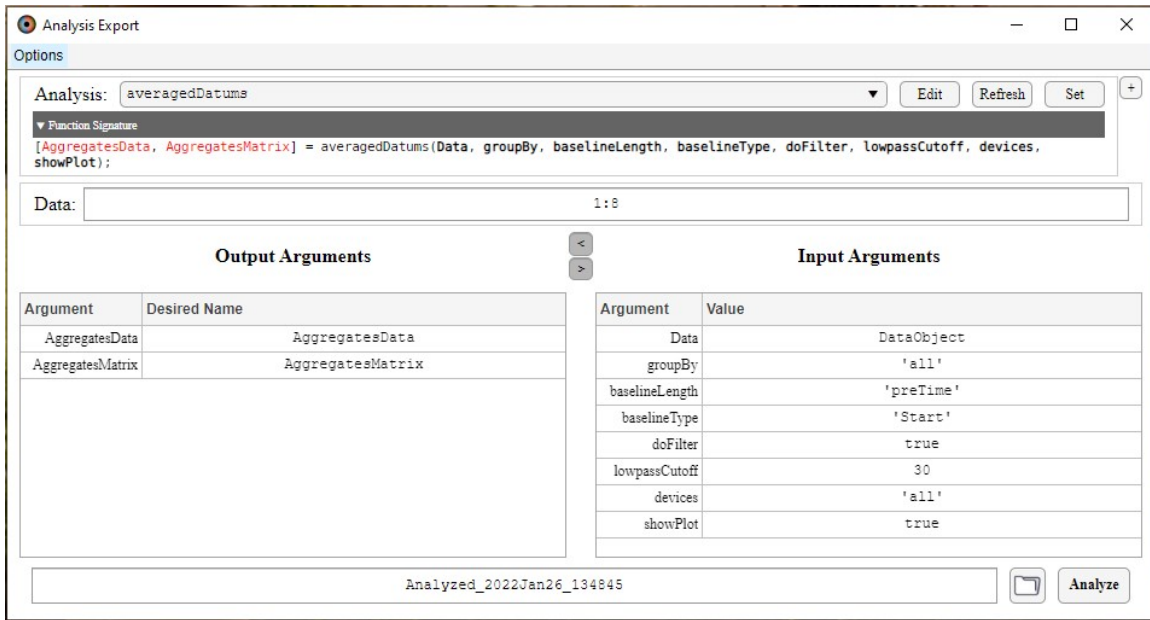 Analysis Export
Options
Analysis: averagedDatums ▼ Edit Refresh Set +
▼ Function Signature
[AggregatesData, AggregatesMatrix] = averagedDatums(Data, groupBy, baselineLength, baselineType, doFilter, lowpassCutoff, devices,
showPlot);
Data: 1:8
<
>
Output Arguments Input Arguments
Argument Desired Name Argument Value
AggregatesData AggregatesData Data DataObject
AggregatesMatrix AggregatesMatrix groupBy 'all'
baselineLength 'preTime'
baselineType 'Start'
doFilter true
lowpassCutoff 30
devices 'all'
showPlot true
Analyzed_2022Jan26_134845 Analyze